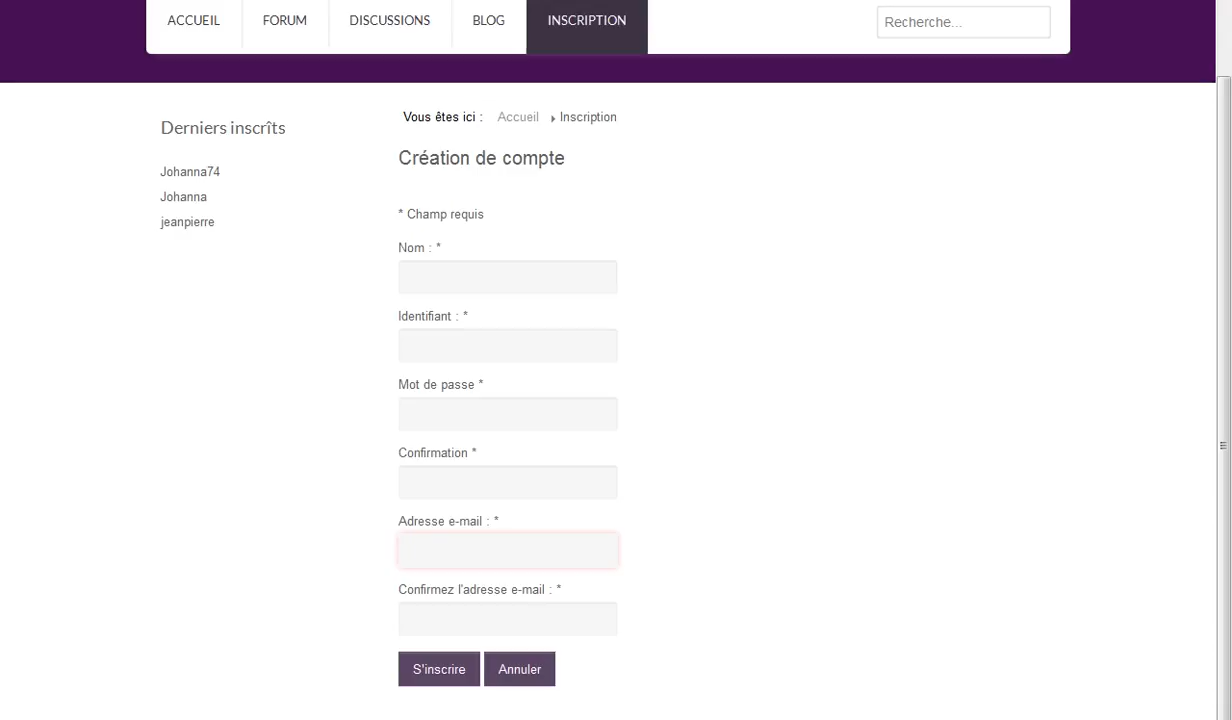 ACCUEIL FORUM DISCUSSIONS BLOG INSCRIPTION Recherche...
Derniers inscrîts
Johanna74
Johanna
jeanpierre
Vous êtes ici : Accueil Inscription
Création de compte
* Champ requis
Nom : *
Identifiant : *
Mot de passe *
Confirmation *
Adresse e-mail : *
Confirmez l'adresse e-mail : *
S'inscrire Annuler